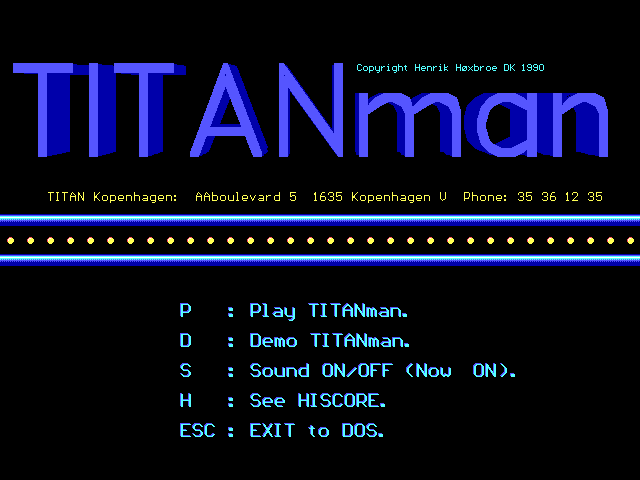 TITANman
Copyright Henrik Høxbroe DK 1990
TITAN Kopenhagen: AAboulevard 5 1635 Kopenhagen V Phone: 35 36 12 35
P : Play TITANman.
D : Demo TITANman.
S : Sound ON/OFF (Now ON).
H : See HISCORE.
ESC : EXIT to DOS.